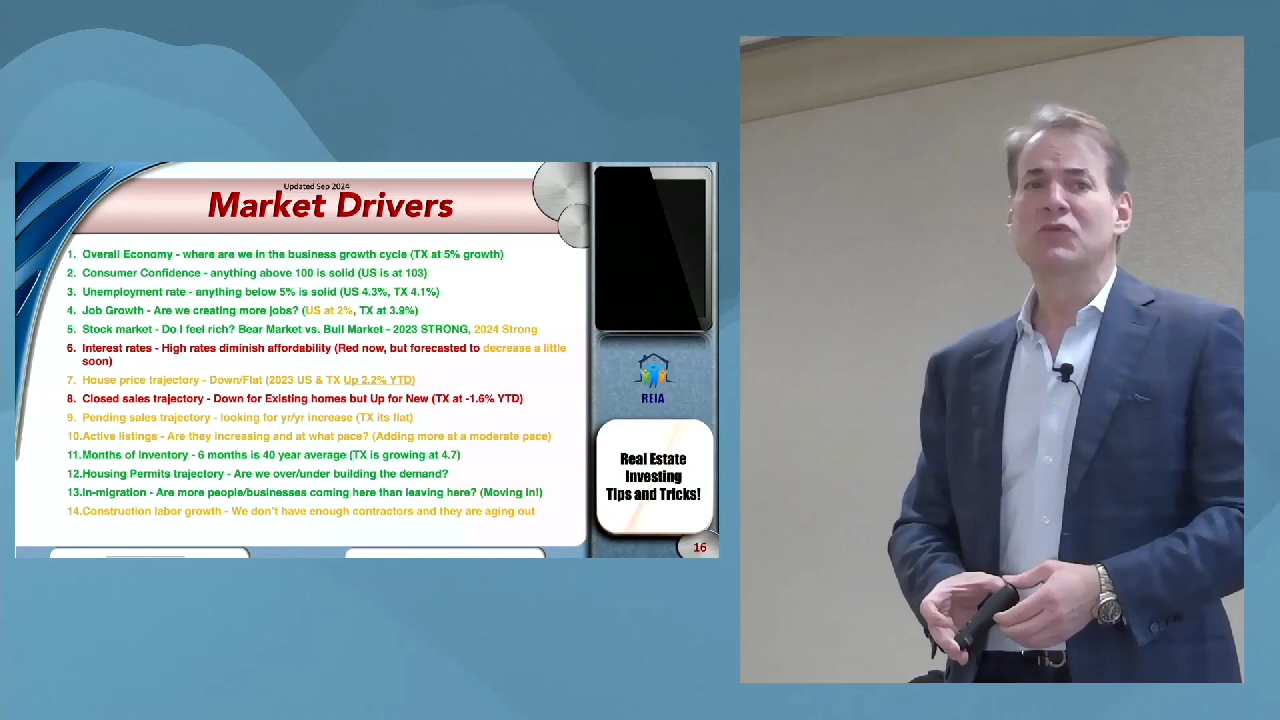 Updated Sep 2024
Market Drivers
1. Overall Economy - where are we in the business growth cycle (TX at 5% growth)
2. Consumer Confidence - anything above 100 is solid (US is at 103)
3. Unemployment rate - anything below 5% is solid (US 4.3%, TX 4.1%)
4. Job Growth - Are we creating more jobs? (US at 2%, TX at 3.9%)
5. Stock market - Do I feel rich? Bear Market vs. Bull Market - 2023 STRONG, 2024 Strong
6. Interest rates - High rates diminish affordability (Red now, but forecasted to decrease a little
soon)
7. House price trajectory - Down/Flat (2023 US & TX Up 2.2% YTD)
8. Closed sales trajectory - Down for Existing homes but Up for New (TX at -1.6% YTD)
9. Pending sales trajectory - looking for yr/yr increase (TX its flat)
10.Active listings - Are they increasing and at what pace? (Adding more at a moderate pace)
11.Months of Inventory - 6 months is 40 year average (TX is growing at 4.7)
12.Housing Permits trajectory - Are we over/under building the demand?
13.In-migration - Are more people/businesses coming here than leaving here? (Moving in!)
14.Construction labor growth - We don't have enough contractors and they are aging out
REIA
Real Estate
Investing
Tips and Tricks!
16